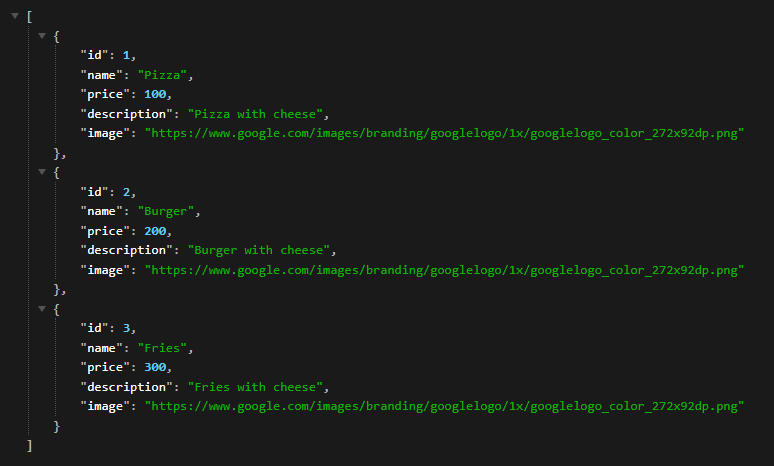 [
{
"id": 1,
"name": "Pizza",
"price": 100,
"description": "Pizza with cheese",
"image": "https://www.google.com/images/branding/googlelogo/1x/googlelogo_color_272x92dp.png"
},
{
"id": 2,
"name": "Burger",
"price": 200,
"description": "Burger with cheese",
"image": "https://www.google.com/images/branding/googlelogo/1x/googlelogo_color_272x92dp.png"
},
{
"id": 3,
"name": "Fries",
"price": 300,
"description": "Fries with cheese",
"image": "https://www.google.com/images/branding/googlelogo/1x/googlelogo_color_272x92dp.png"
}
]